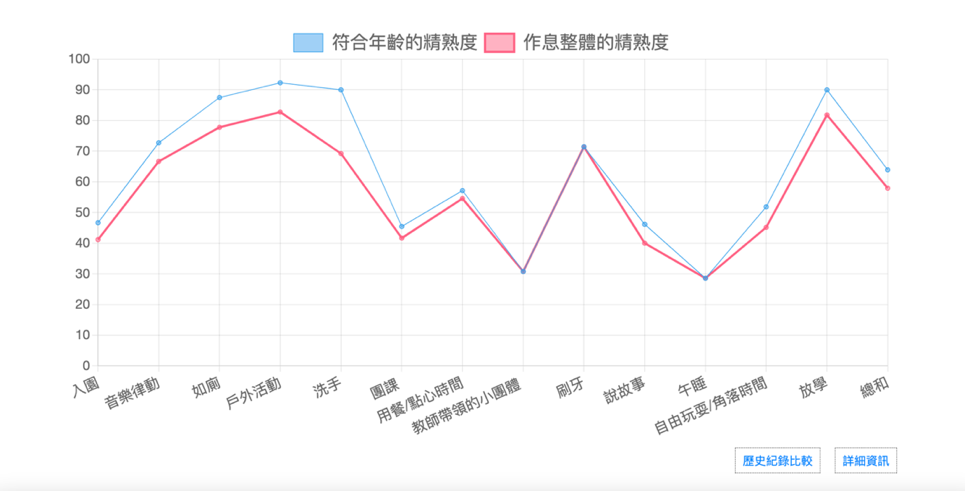 符合年齡的精熟度 作息整體的精熟度
100
90
80
70
60
50
40
30
20
10
0
入園
音樂律動
如廁
戶外活動
洗手
團課
用餐/點心時間
教師帶領的小團體
刷牙
說故事
午睡
自由玩耍/角落時間
放學
總和
歷史紀錄比較 詳細資訊